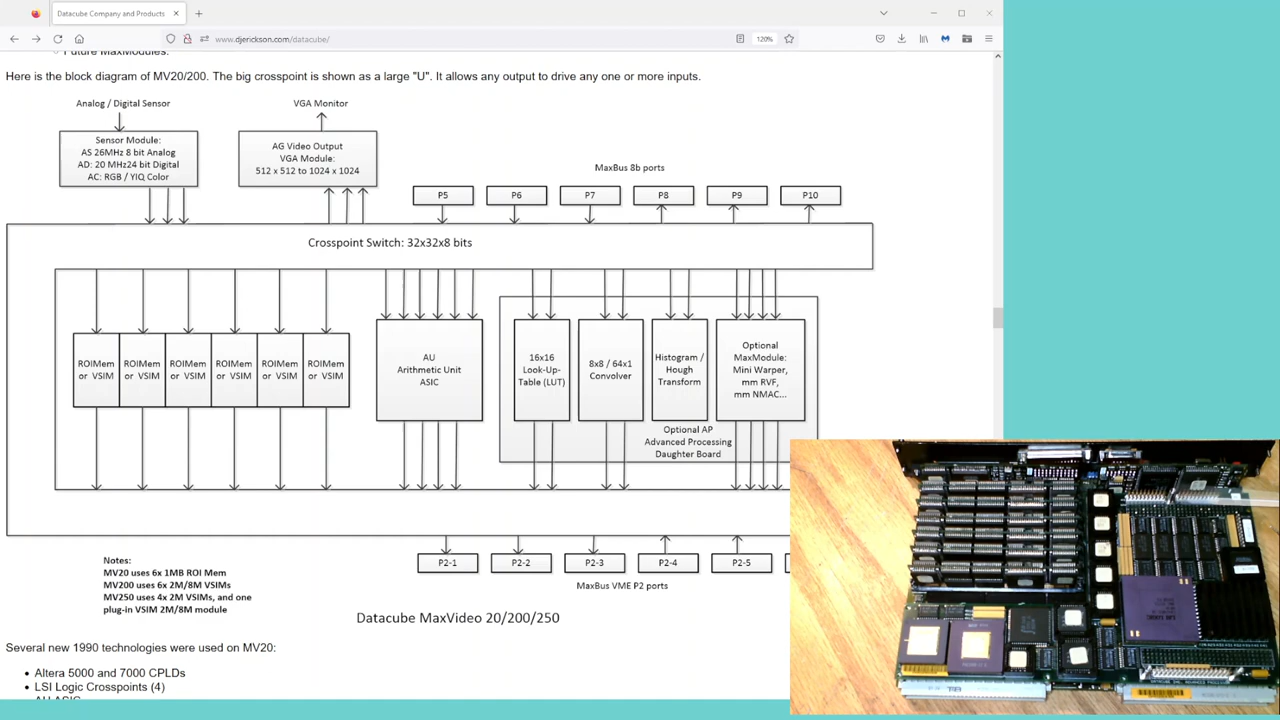 Datacube Company and Products
www.djerickson.com/datacube/
120%
Future MaxModules.
Here is the block diagram of MV20/200. The big crosspoint is shown as a large "U". It allows any output to drive any one or more inputs.
Analog / Digital Sensor
VGA Monitor
Sensor Module:
AS 26MHz 8 bit Analog
AD: 20 MHz24 bit Digital
AC: RGB / YIQ Color
AG Video Output
VGA Module:
512 x 512 to 1024 x 1024
MaxBus 8b ports
P5
P6
P7
P8
P9
P10
Crosspoint Switch: 32x32x8 bits
ROIMem
or VSIM
ROIMem
or VSIM
ROIMem
or VSIM
ROIMem
or VSIM
ROIMem
or VSIM
ROIMem
or VSIM
AU
Arithmetic Unit
ASIC
16x16
Look-Up-
Table (LUT)
8x8 / 64x1
Convolver
Histogram /
Hough
Transform
Optional
MaxModule:
Mini Warper,
mm RVF,
mm NMAC...
Optional AP
Advanced Processing
Daughter Board
P2-1
P2-2
P2-3
P2-4
P2-5
MaxBus VME P2 ports
Notes:
MV20 uses 6x 1MB ROI Mem
MV200 uses 6x 2M/8M VSIMs
MV250 uses 4x 2M VSIMs, and one
plug-in VSIM 2M/8M module
Datacube MaxVideo 20/200/250
Several new 1990 technologies were used on MV20:
Altera 5000 and 7000 CPLDs
LSI Logic Crosspoints (4)
AU ASIC
LSI LOGIC